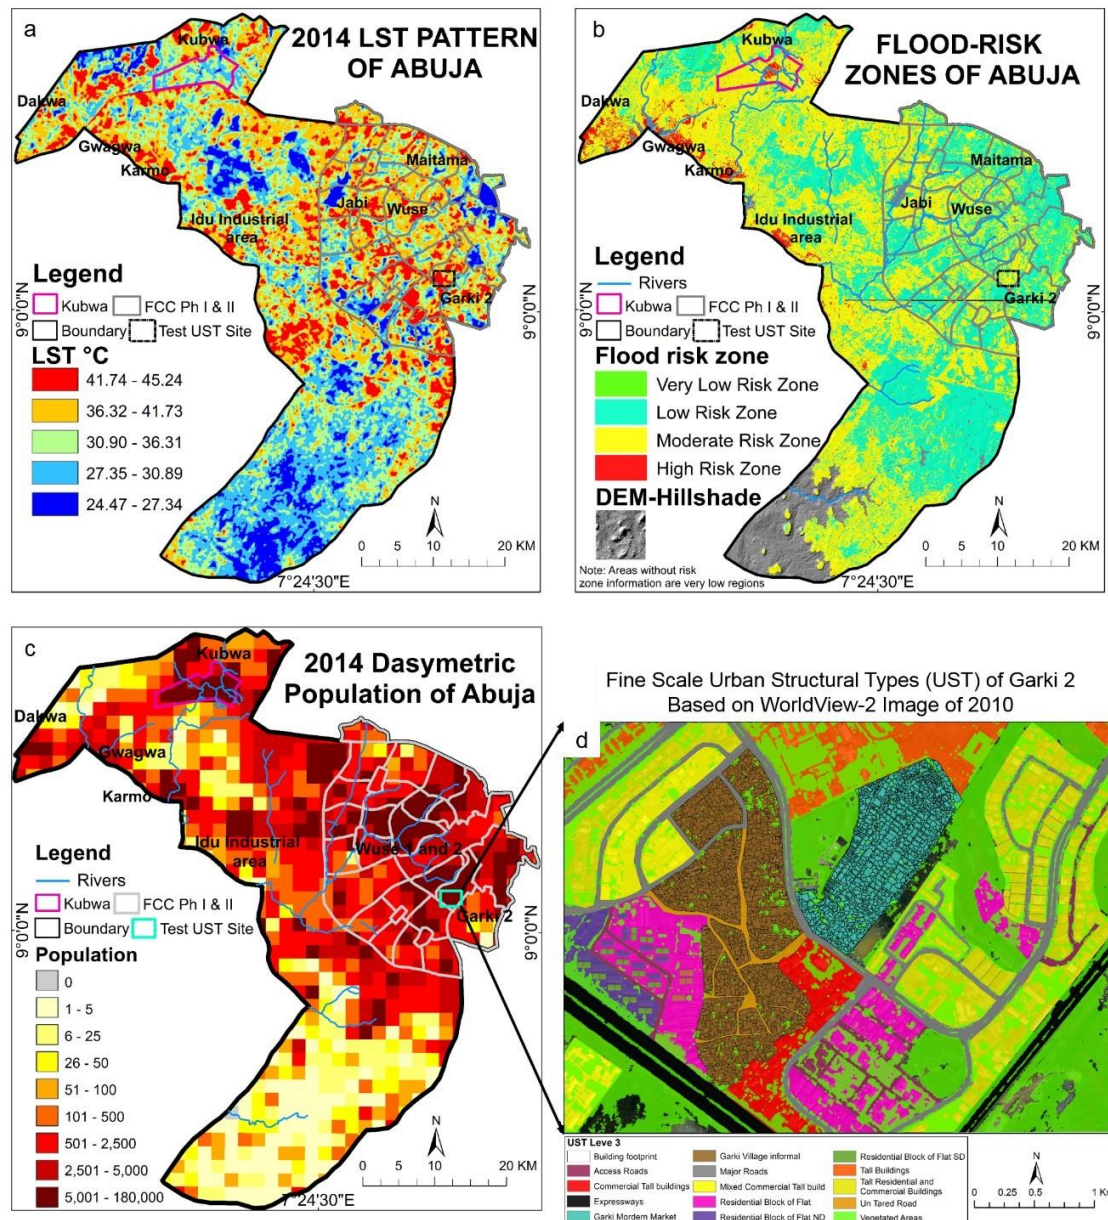 a
2014 LST PATTERN
OF ABUJA
Kubwa
Dakwa
Gwagwa
Karmo
Maitama
Jabi
Wuse
Idu Industrial
area
Garki 2
9°0'0"N
Legend
Kubwa
FCC Ph I & II
Boundary
Test UST Site
LST °C
41.74 - 45.24
36.32 - 41.73
30.90 - 36.31
27.35 - 30.89
24.47 - 27.34
N
0 5 10 20 KM
7°24'30"E
b
FLOOD-RISK
ZONES OF ABUJA
Kubwa
Dakwa
Gwagwa
Karmo
Maitama
Jabi
Wuse
Idu Industrial
area
Garki 2
9°0'0"N
Legend
Rivers
Kubwa
FCC Ph I & II
Boundary
Test UST Site
Flood risk zone
Very Low Risk Zone
Low Risk Zone
Moderate Risk Zone
High Risk Zone
DEM-Hillshade
Note: Areas without risk
zone information are very low regions
N
0 5 10 20 KM
7°24'30"E
c
2014 Dasymetric
Population of Abuja
Kubwa
Dakwa
Gwagwa
Karmo
Idu Industrial
area
Wuse 1 and 2
Garki 2
9°0'0"N
Legend
Rivers
Kubwa
FCC Ph I & II
Boundary
Test UST Site
Population
0
1 - 5
6 - 25
26 - 50
51 - 100
101 - 500
501 - 2,500
2,501 - 5,000
5,001 - 180,000
N
0 5 10 20 KM
7°24'30"E
Fine Scale Urban Structural Types (UST) of Garki 2
Based on WorldView-2 Image of 2010
d
UST Leve 3
Building footprint
Access Roads
Commercial Tall buildings
Expressways
Garki Mordern Market
Garki Village informal
Major Roads
Mixed Commercial Tall build
Residential Block of Flat
Residential Block of Flat ND
Residential Block of Flat SD
Tall Buildings
Tall Residential and
Commercial Buildings
Un Tared Road
Vegetated Areas
N
0 0.25 0.5 1 Km